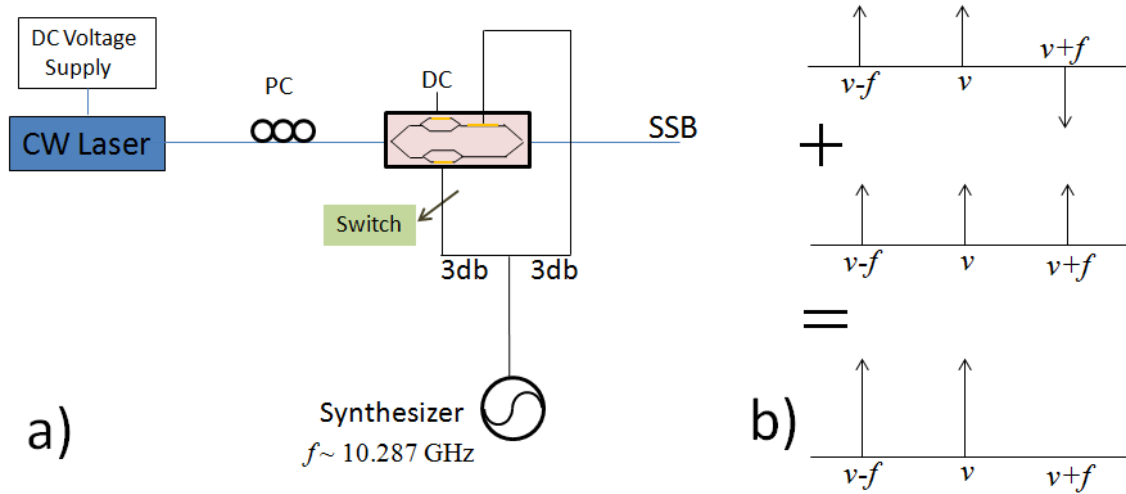 DC Voltage
Supply
CW Laser
PC
DC
SSB
Switch
3db 3db
Synthesizer
f~ 10.287 GHz
a)
v-f v v+f
+
v-f v v+f
=
v-f v v+f
b)